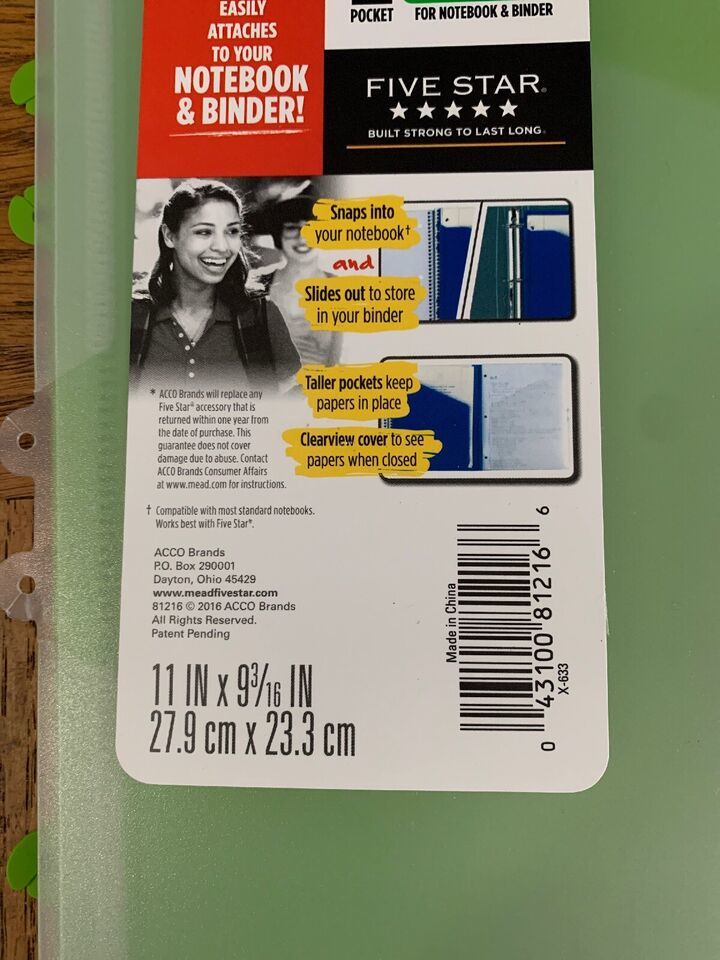 EASILY
ATTACHES
TO YOUR
NOTEBOOK
& BINDER!
POCKET
FOR NOTEBOOK & BINDER
FIVE STAR®
BUILT STRONG TO LAST LONG®
Snaps into
your notebook†
and
Slides out to store
in your binder
Taller pockets keep
papers in place
Clearview cover to see
papers when closed
* ACCO Brands will replace any
Five Star® accessory that is
returned within one year from
the date of purchase. This
guarantee does not cover
damage due to abuse. Contact
ACCO Brands Consumer Affairs
at www.mead.com for instructions.
† Compatible with most standard notebooks.
Works best with Five Star®.
ACCO Brands
P.O. Box 290001
Dayton, Ohio 45429
www.meadfivestar.com
81216 © 2016 ACCO Brands
All Rights Reserved.
Patent Pending
11 IN x 9 3/16 IN
27.9 cm x 23.3 cm
Made in China
0 43100 81216 6
X-633